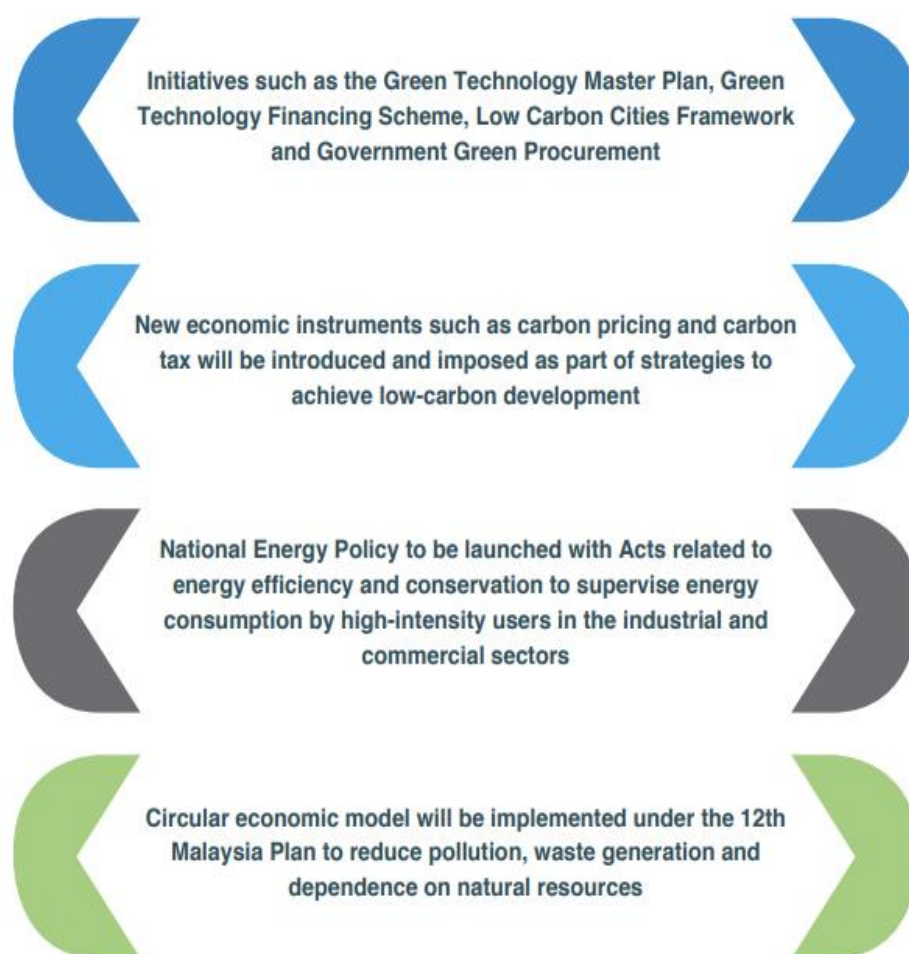 Initiatives such as the Green Technology Master Plan, Green
Technology Financing Scheme, Low Carbon Cities Framework
and Government Green Procurement
New economic instruments such as carbon pricing and carbon
tax will be introduced and imposed as part of strategies to
achieve low-carbon development
National Energy Policy to be launched with Acts related to
energy efficiency and conservation to supervise energy
consumption by high-intensity users in the industrial and
commercial sectors
Circular economic model will be implemented under the 12th
Malaysia Plan to reduce pollution, waste generation and
dependence on natural resources